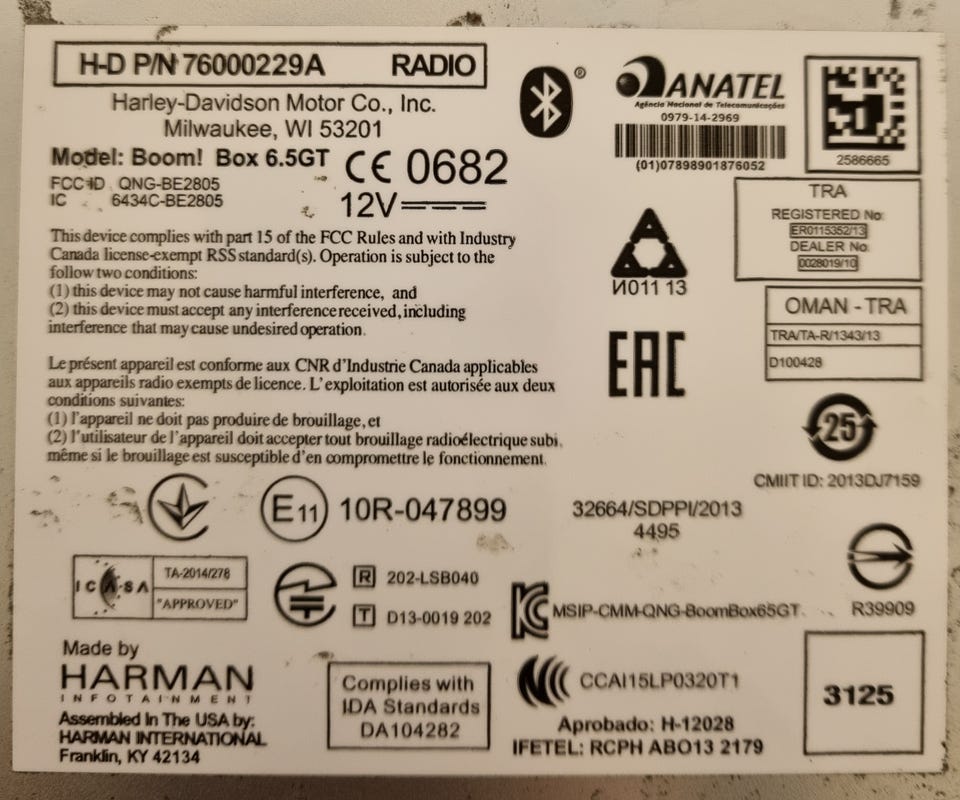 H-D P/N 76000229A RADIO
Harley-Davidson Motor Co., Inc.
Milwaukee, WI 53201
Model: Boom! Box 6.5GT
FCC ID QNG-BE2805
IC 6434C-BE2805
CE 0682
12V
This device complies with part 15 of the FCC Rules and with Industry
Canada license-exempt RSS standard(s). Operation is subject to the
follow two conditions:
(1) this device may not cause harmful interference, and
(2) this device must accept any interference received, including
interference that may cause undesired operation.
Le présent appareil est conforme aux CNR d'Industrie Canada applicables
aux appareils radio exempts de licence. L'exploitation est autorisée aux deux
conditions suivantes:
(1) l'appareil ne doit pas produire de brouillage, et
(2) l'utilisateur de l'appareil doit accepter tout brouillage radioélectrique subi,
même si le brouillage est susceptible d'en compromettre le fonctionnement.
®
ANATEL
Agência Nacional de Telecomunicações
0979-14-2969
(01)07898901876052
2586665
TRA
REGISTERED No:
ER0115352/13
DEALER No:
0028019/10
И011 13
OMAN - TRA
TRA/TA-R/1343/13
D100428
EAC
25
CMIIT ID: 2013DJ7159
E11 10R-047899
32664/SDPPI/2013
4495
ICASA
TA-2014/278
"APPROVED"
R 202-LSB040
T D13-0019 202
KC MSIP-CMM-QNG-BoomBox65GT
R39909
Made by
HARMAN
INFOTAINMENT
Assembled In The USA by:
HARMAN INTERNATIONAL
Franklin, KY 42134
Complies with
IDA Standards
DA104282
CCAI15LP0320T1
Aprobado: H-12028
IFETEL: RCPH ABO13 2179
3125